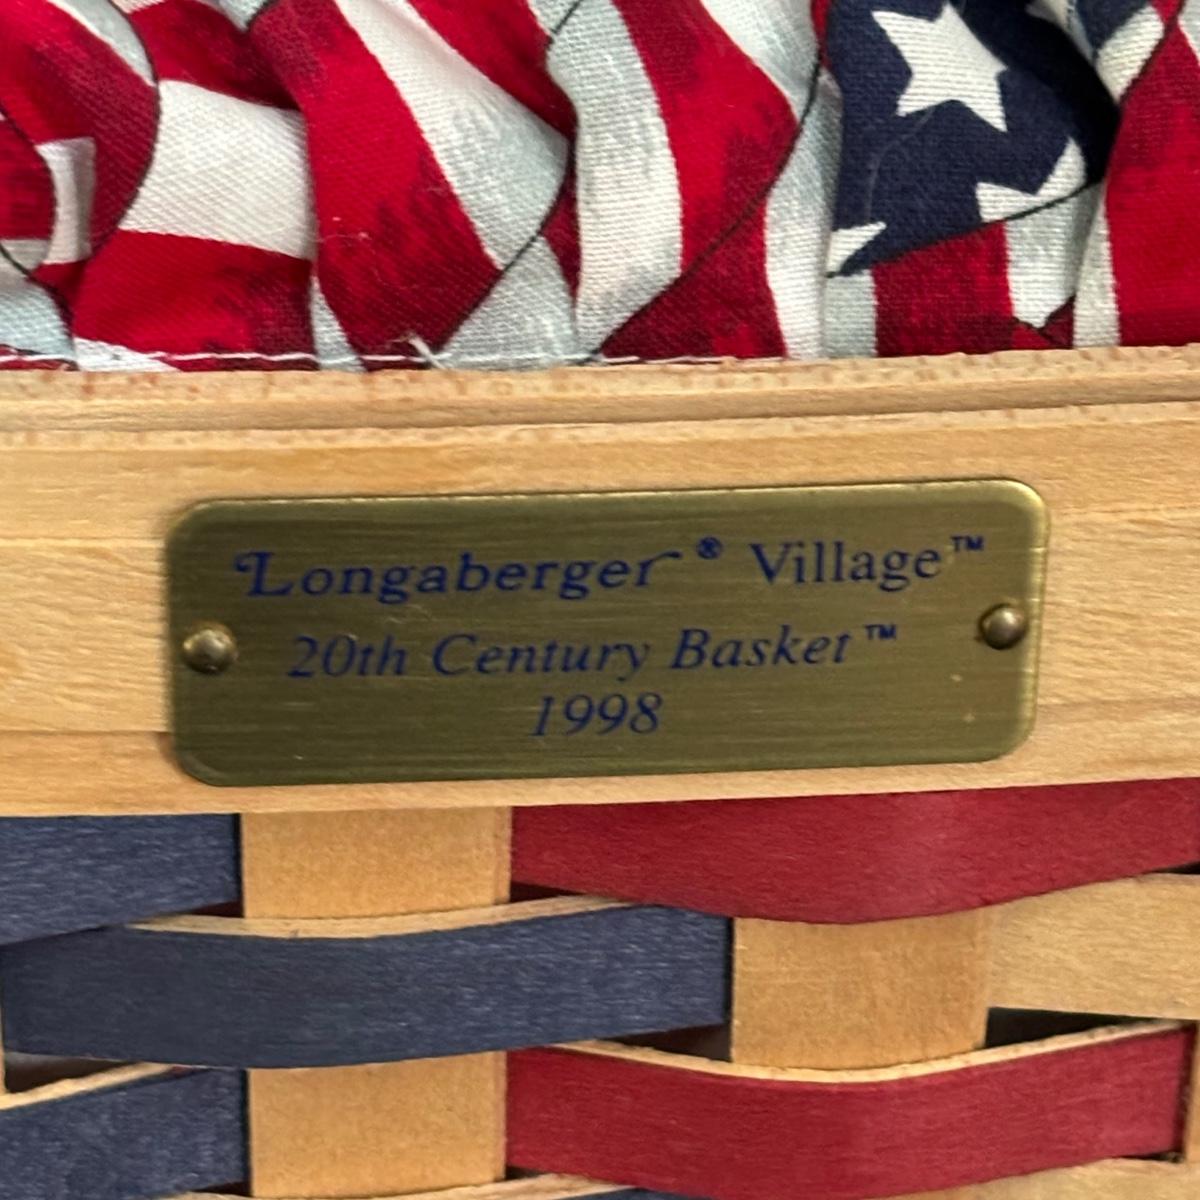 Longaberger® Village™
20th Century Basket™
1998